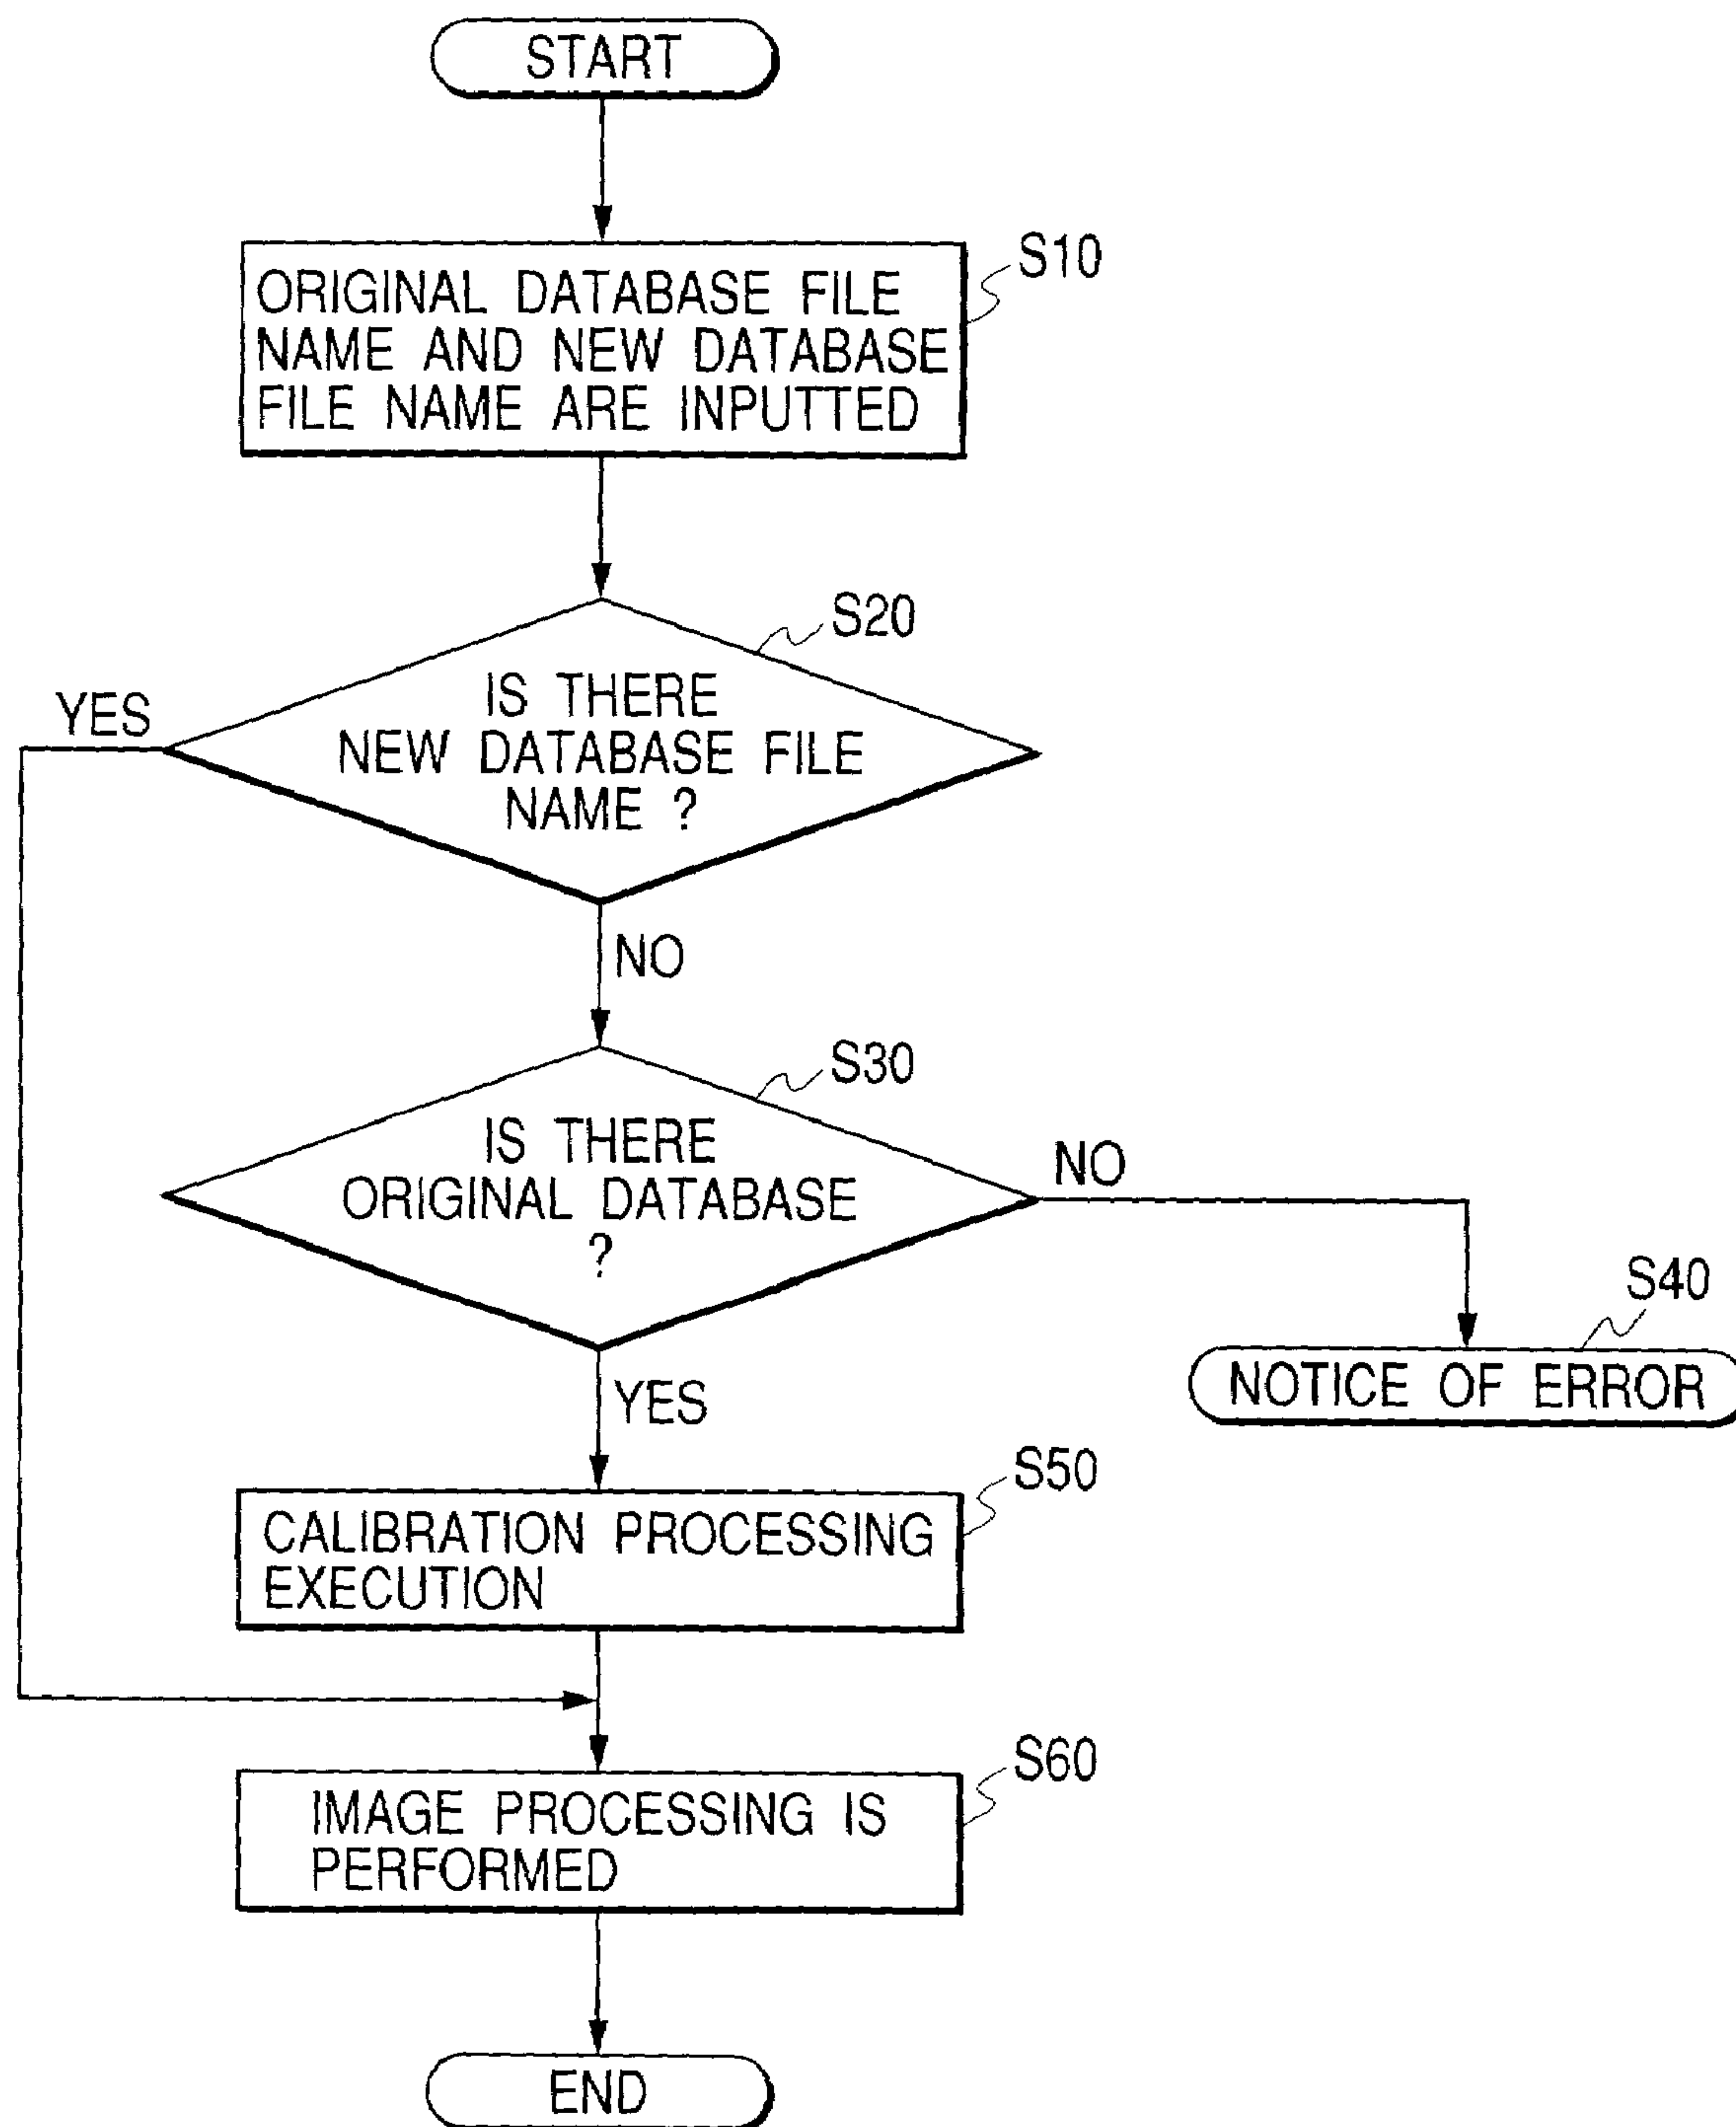 START
S10
ORIGINAL DATABASE FILE
NAME AND NEW DATABASE
FILE NAME ARE INPUTTED
S20
IS THERE
NEW DATABASE FILE
NAME ?
YES
NO
S30
IS THERE
ORIGINAL DATABASE
?
NO
S40
NOTICE OF ERROR
YES
S50
CALIBRATION PROCESSING
EXECUTION
S60
IMAGE PROCESSING IS
PERFORMED
END